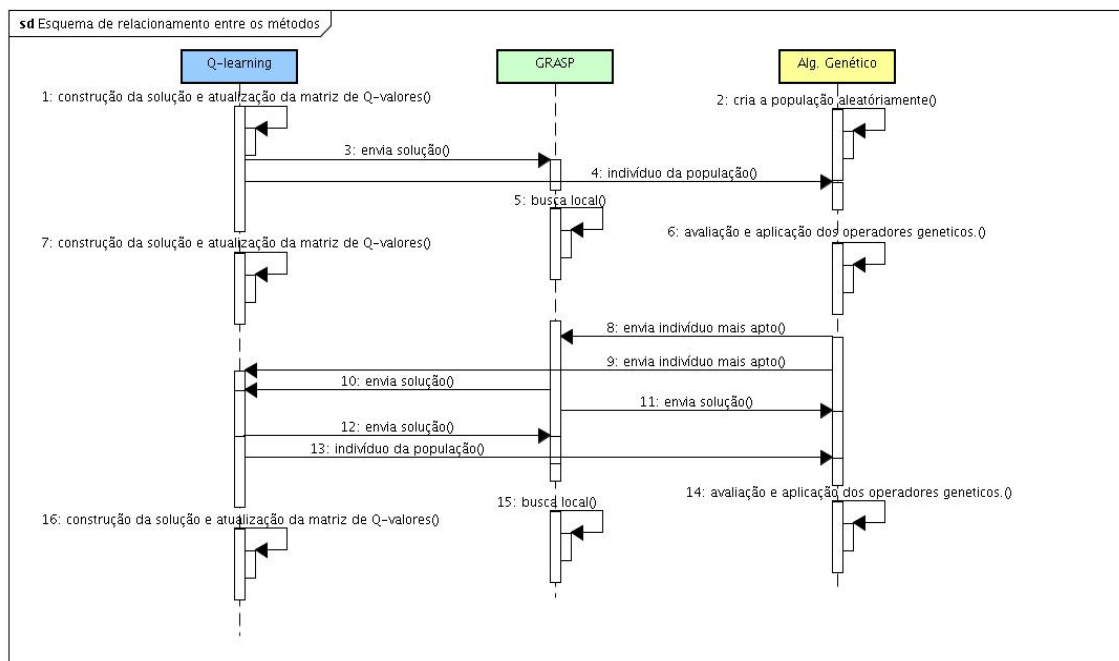 sd Esquema de relacionamento entre os métodos
Q-learning
GRASP
Alg. Genético
1: construção da solução e atualização da matriz de Q-valores()
2: cria a população aleatóriamente()
3: envia solução()
4: indivíduo da população()
5: busca local()
6: avaliação e aplicação dos operadores geneticos.()
7: construção da solução e atualização da matriz de Q-valores()
8: envia indivíduo mais apto()
9: envia indivíduo mais apto()
10: envia solução()
11: envia solução()
12: envia solução()
13: indivíduo da população()
14: avaliação e aplicação dos operadores geneticos.()
15: busca local()
16: construção da solução e atualização da matriz de Q-valores()